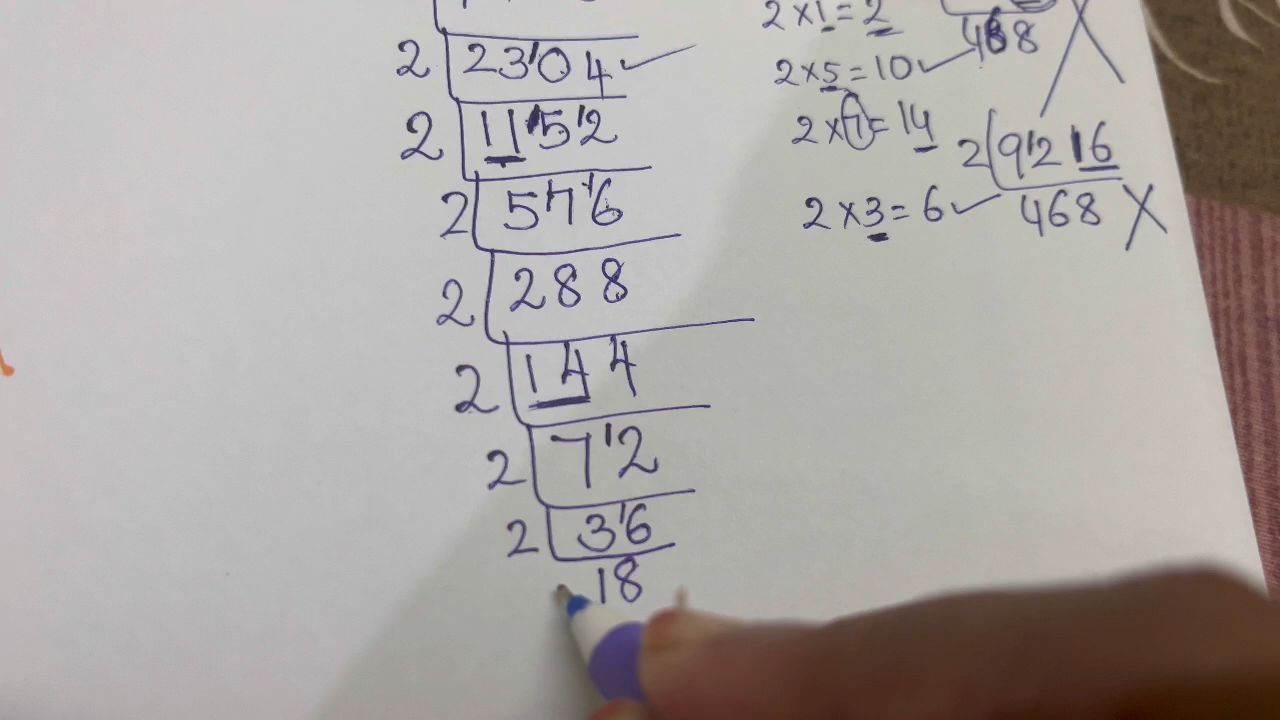 2 2304
2 1152
2 576
2 288
2 144
2 72
2 36
18
2 × 1 = 2
2 × 5 = 10
2 × 7 = 14
2 × 3 = 6
468
2 9216
468 X